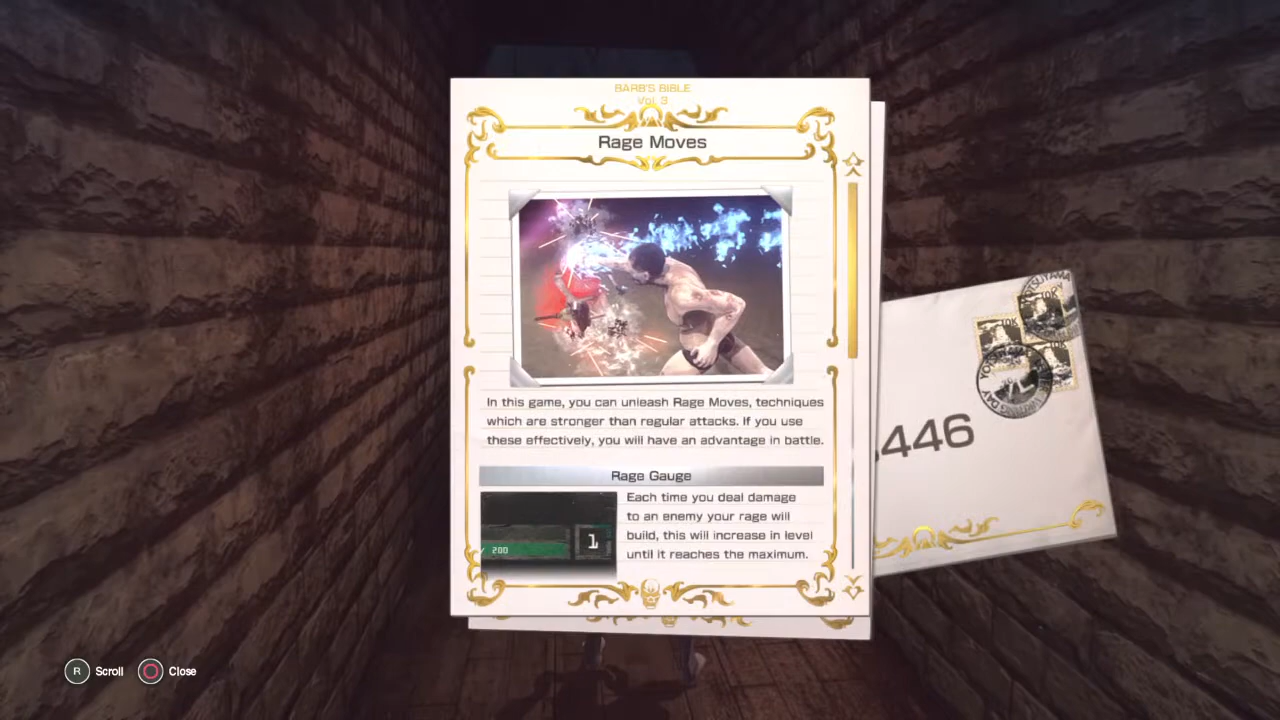 BARB'S BIBLE
Vol. 3
Rage Moves
In this game, you can unleash Rage Moves, techniques
which are stronger than regular attacks. If you use
these effectively, you will have an advantage in battle.
Rage Gauge
Each time you deal damage
to an enemy your rage will
build, this will increase in level
until it reaches the maximum.
/ 200
1
446
R Scroll Close